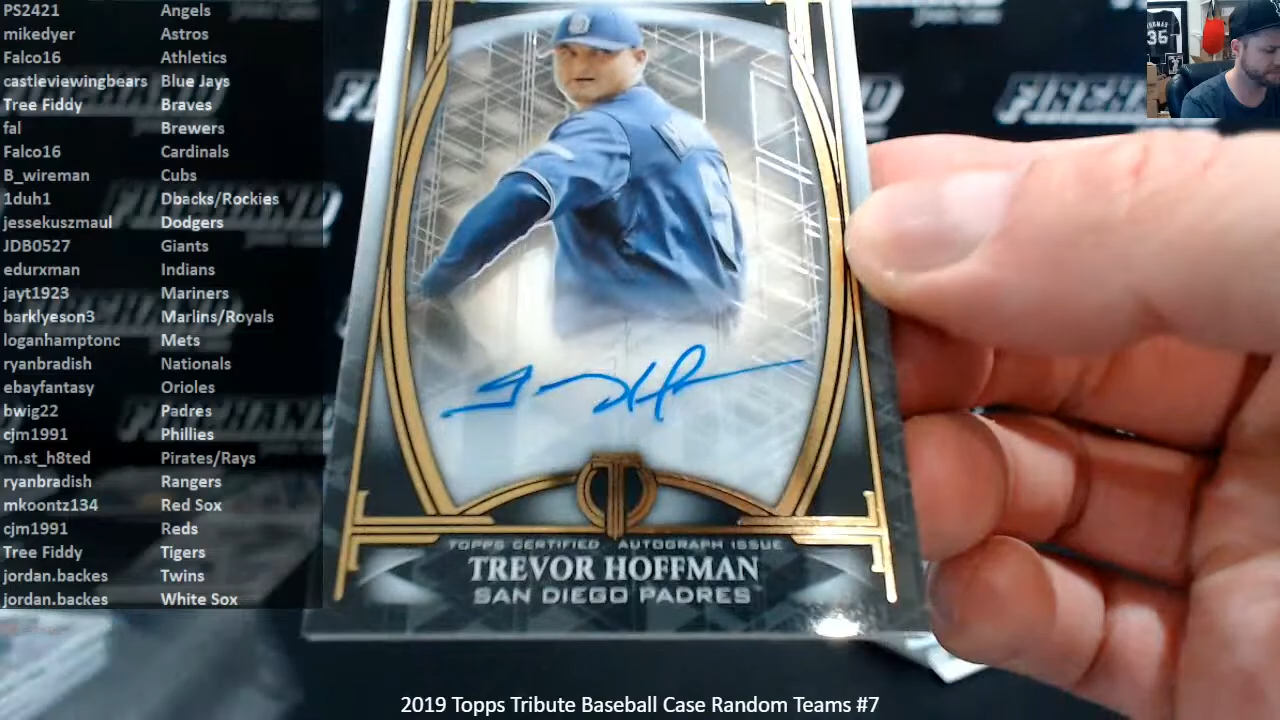 PS2421 Angels
mikedyer Astros
Falco16 Athletics
castleviewingbears Blue Jays
Tree Fiddy Braves
fal Brewers
Falco16 Cardinals
B_wireman Cubs
1duh1 Dbacks/Rockies
jessekuszmaul Dodgers
JDB0527 Giants
edurxman Indians
jayt1923 Mariners
barklyeson3 Marlins/Royals
loganhamptonc Mets
ryanbradish Nationals
ebayfantasy Orioles
bwig22 Padres
cjm1991 Phillies
m.st_h8ted Pirates/Rays
ryanbradish Rangers
mkoontz134 Red Sox
cjm1991 Reds
Tree Fiddy Tigers
jordan.backes Twins
jordan.backes White Sox
FIREHAND
FIREHAND
35
T
TOPPS CERTIFIED AUTOGRAPH ISSUE
TREVOR HOFFMAN
SAN DIEGO PADRES
2019 Topps Tribute Baseball Case Random Teams #7